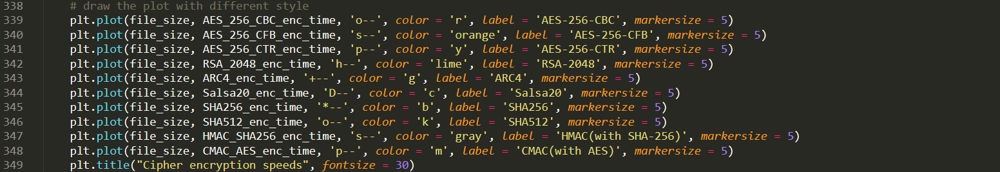 338 # draw the plot with different style
339 plt.plot(file_size, AES_256_CBC_enc_time, 'o--', color = 'r', label = 'AES-256-CBC', markersize = 5)
340 plt.plot(file_size, AES_256_CFB_enc_time, 's--', color = 'orange', label = 'AES-256-CFB', markersize = 5)
341 plt.plot(file_size, AES_256_CTR_enc_time, 'p--', color = 'y', label = 'AES-256-CTR', markersize = 5)
342 plt.plot(file_size, RSA_2048_enc_time, 'h--', color = 'lime', label = 'RSA-2048', markersize = 5)
343 plt.plot(file_size, ARC4_enc_time, '+--', color = 'g', label = 'ARC4', markersize = 5)
344 plt.plot(file_size, Salsa20_enc_time, 'D--', color = 'c', label = 'Salsa20', markersize = 5)
345 plt.plot(file_size, SHA256_enc_time, '*--', color = 'b', label = 'SHA256', markersize = 5)
346 plt.plot(file_size, SHA512_enc_time, 'o--', color = 'k', label = 'SHA512', markersize = 5)
347 plt.plot(file_size, HMAC_SHA256_enc_time, 's--', color = 'gray', label = 'HMAC(with SHA-256)', markersize = 5)
348 plt.plot(file_size, CMAC_AES_enc_time, 'p--', color = 'm', label = 'CMAC(with AES)', markersize = 5)
349 plt.title("Cipher encryption speeds", fontsize = 30)